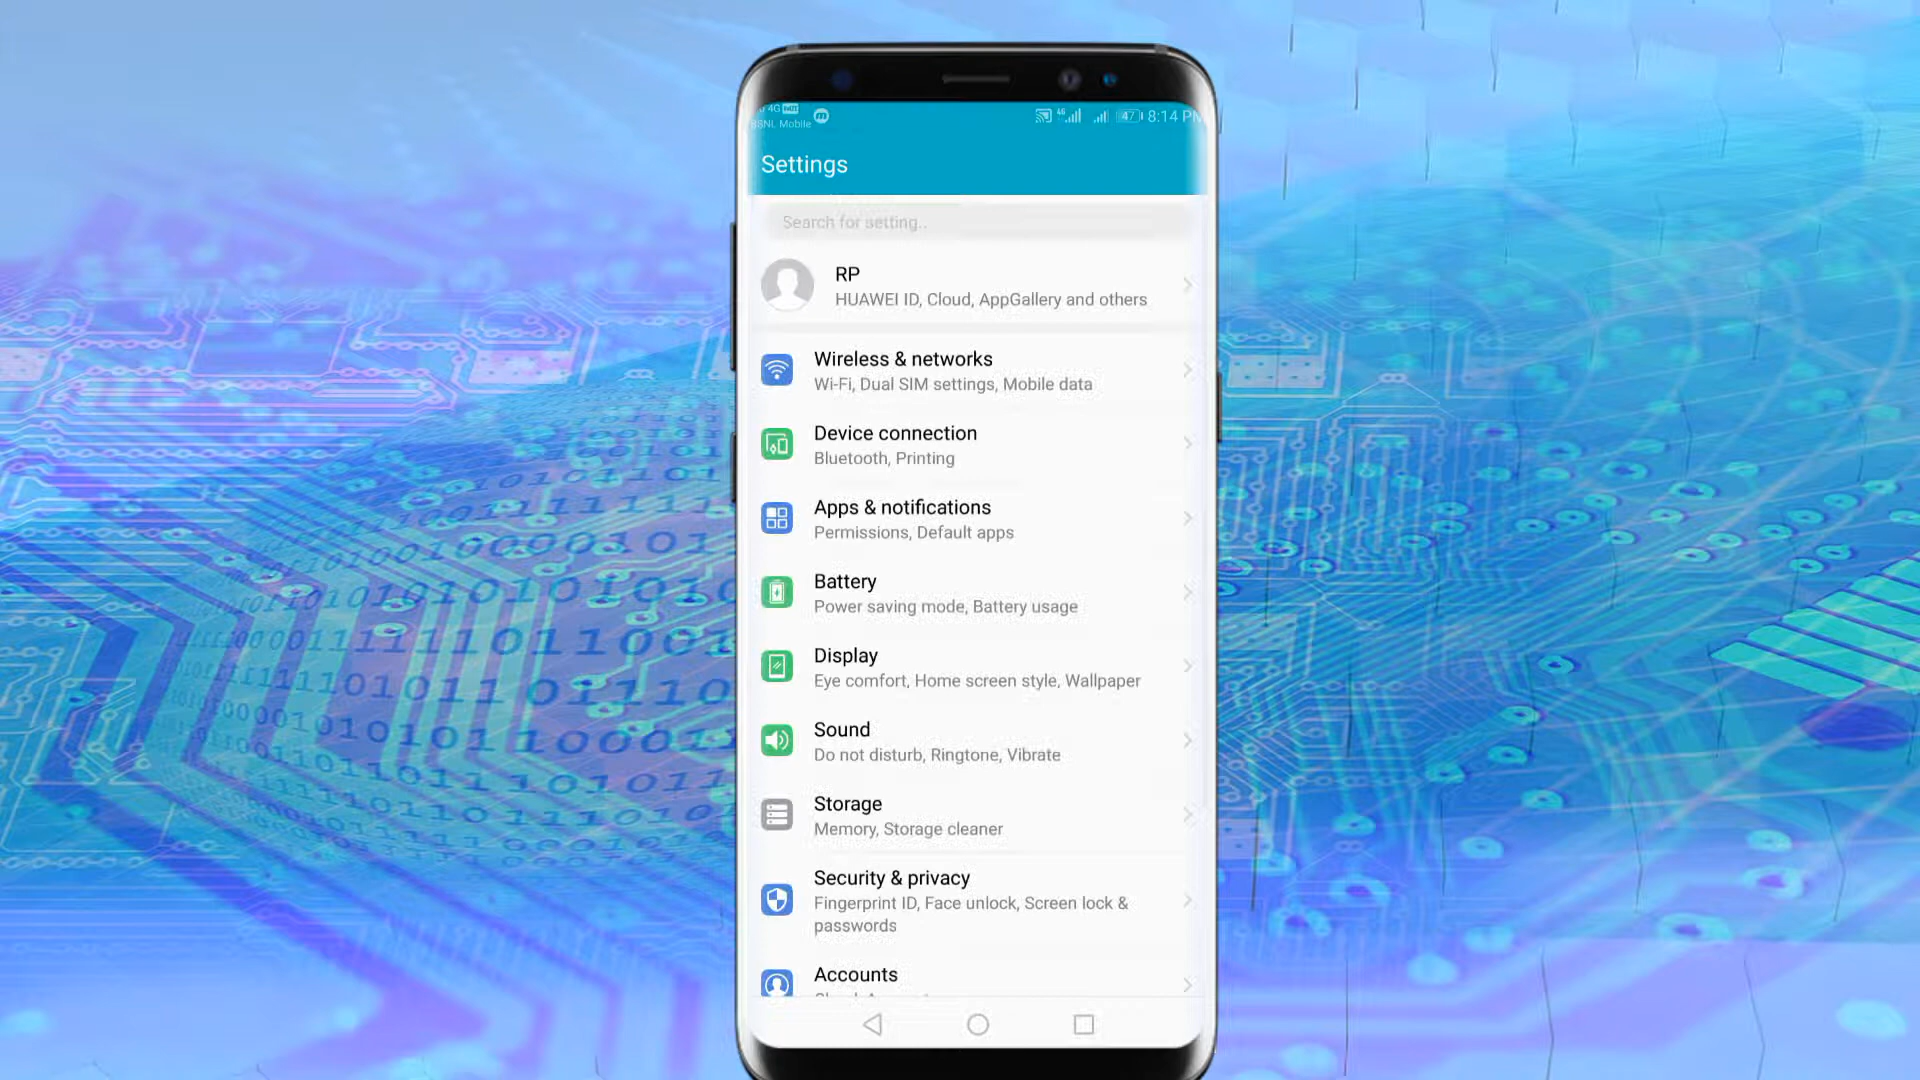 4G
BSNL Mobile
4G
47
8:14 PM
Settings
Search for setting..
RP
HUAWEI ID, Cloud, AppGallery and others
Wireless & networks
Wi-Fi, Dual SIM settings, Mobile data
Device connection
Bluetooth, Printing
Apps & notifications
Permissions, Default apps
Battery
Power saving mode, Battery usage
Display
Eye comfort, Home screen style, Wallpaper
Sound
Do not disturb, Ringtone, Vibrate
Storage
Memory, Storage cleaner
Security & privacy
Fingerprint ID, Face unlock, Screen lock &
passwords
Accounts